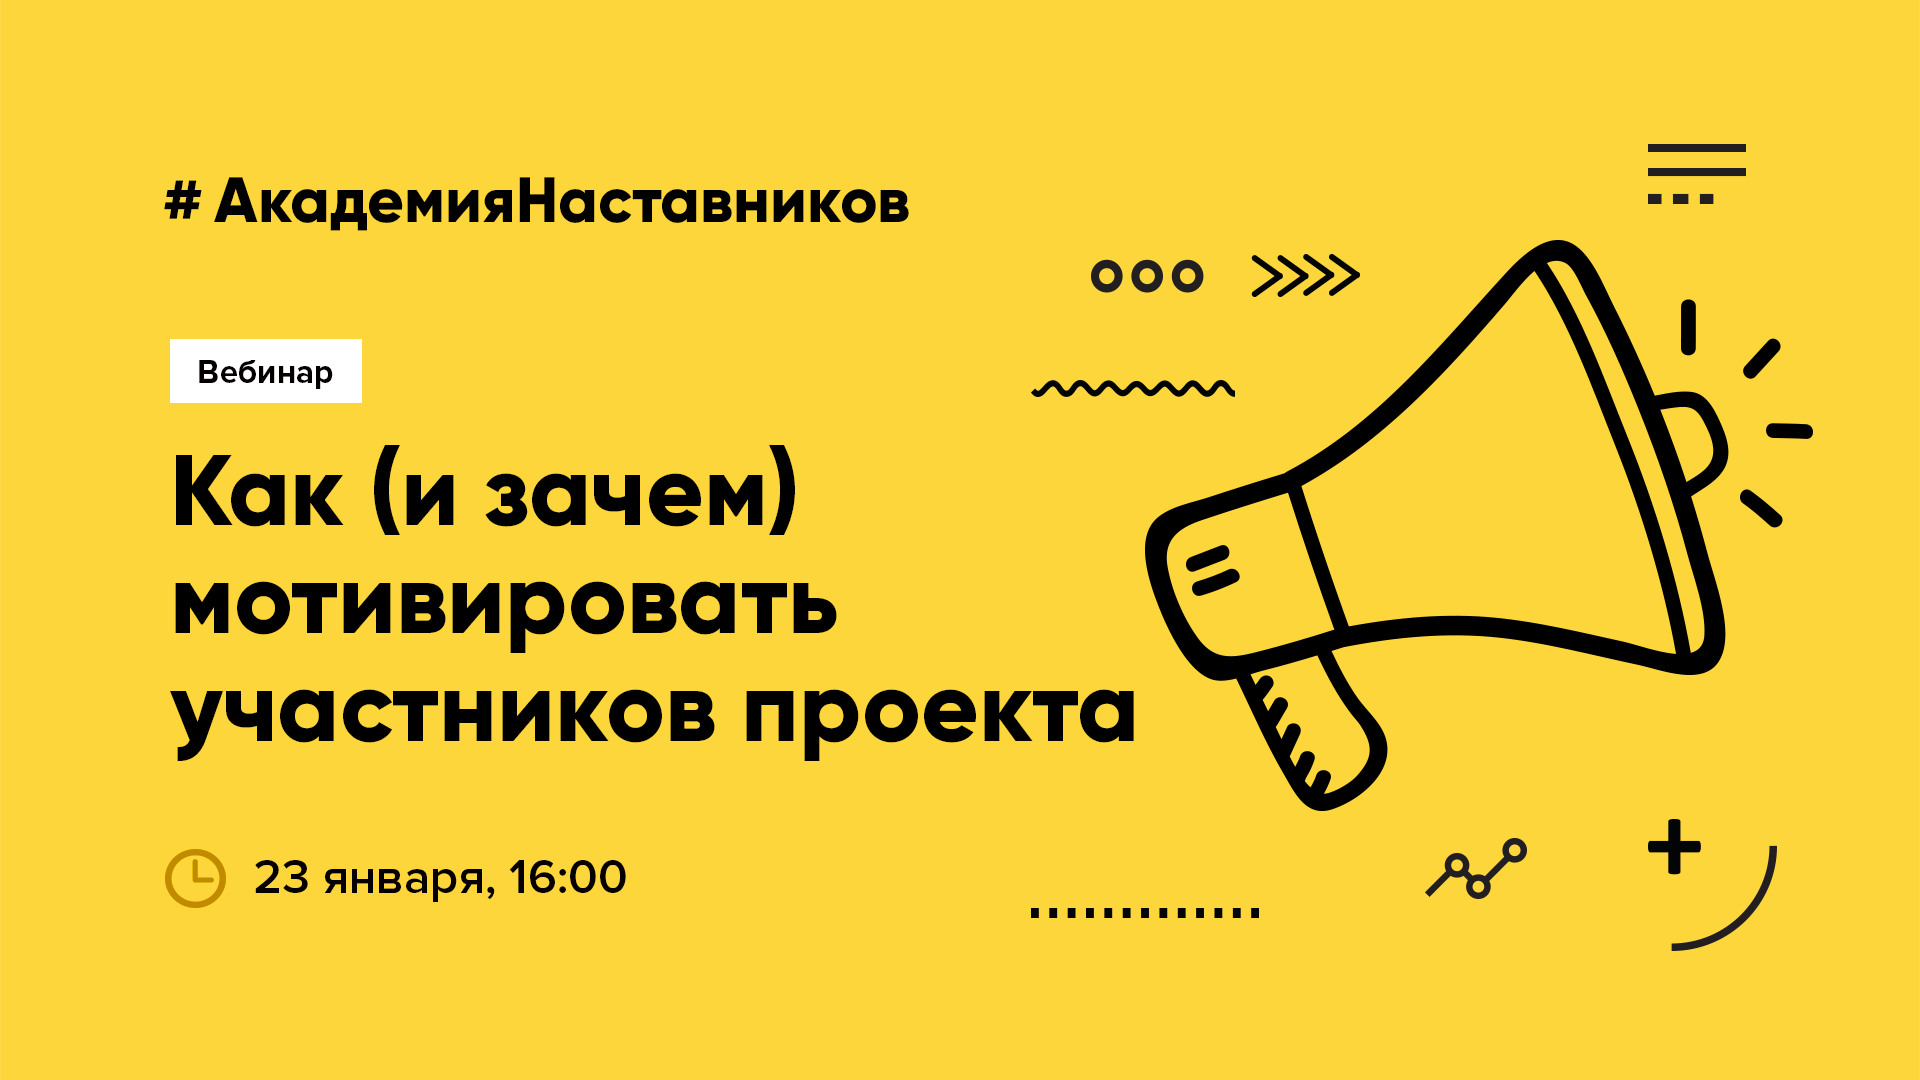 # АкадемияНаставников
Вебинар
Как (и зачем)
мотивировать
участников проекта
23 января, 16:00